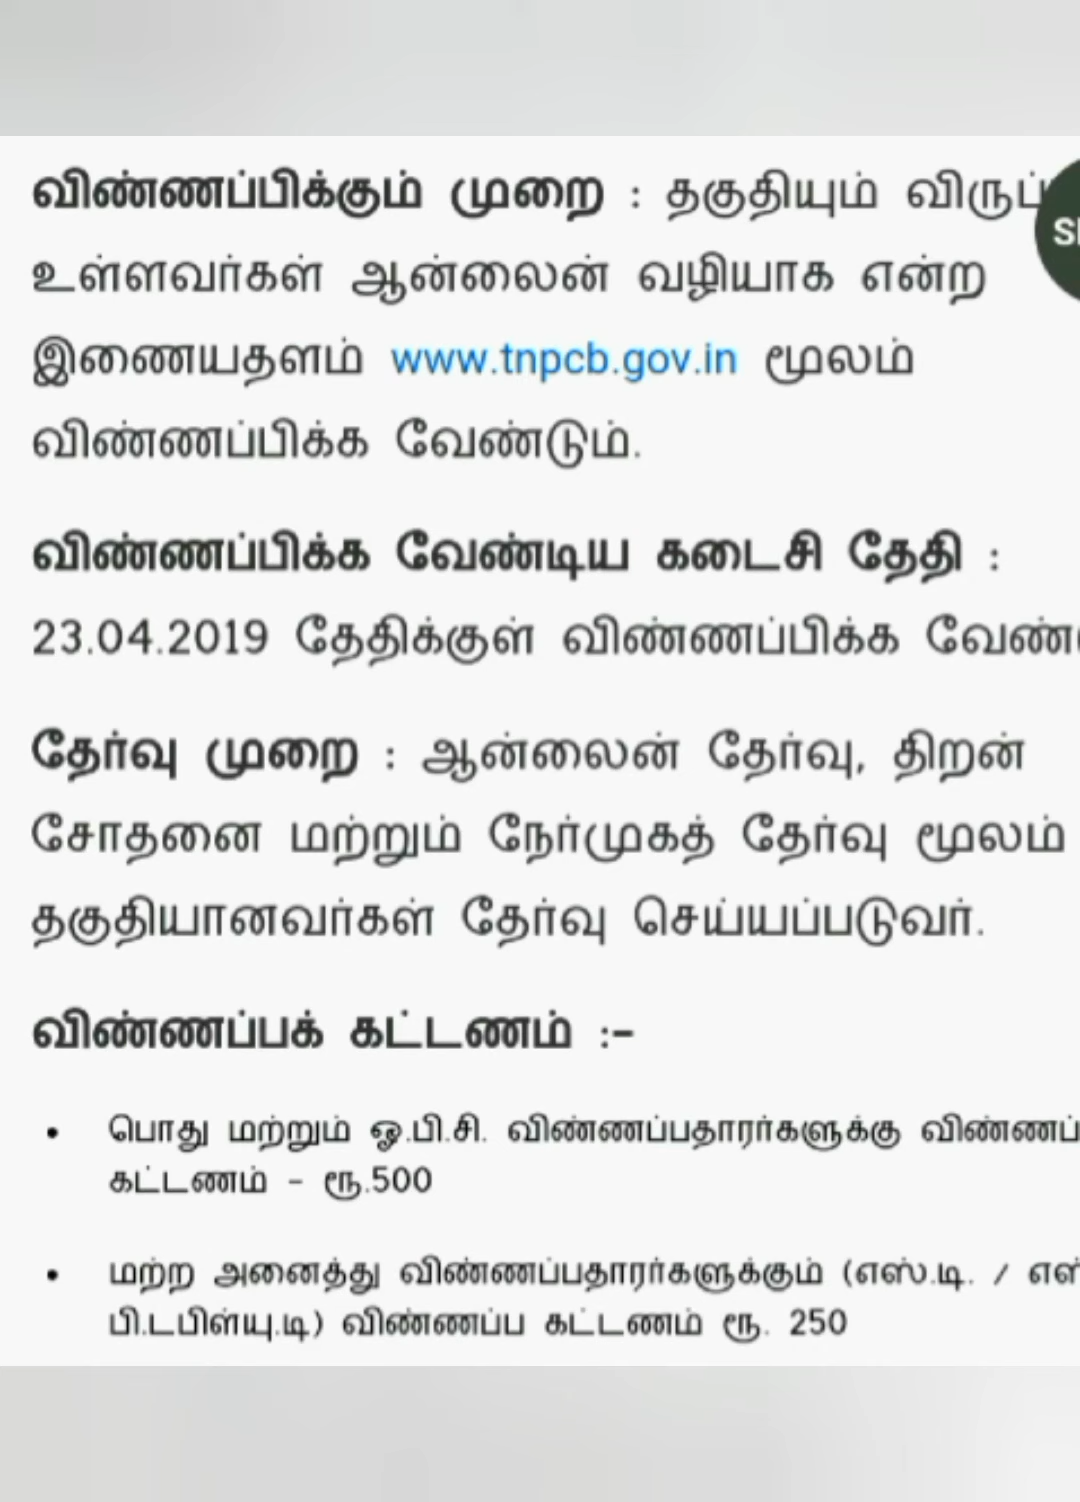 விண்ணப்பிக்கும் முறை : தகுதியும்
உள்ளவர்கள் ஆன்லைன் வழியாக என்ற
இணையதளம் www.tnpcb.gov.in மூலம்
விண்ணப்பிக்க வேண்டும்.
விண்ணப்பிக்க வேண்டிய கடைசி தேதி :
23.04.2019 தேதிக்குள் விண்ணப்பிக்க
தேர்வு முறை : ஆன்லைன் தேர்வு, திறன்
சோதனை மற்றும் நேர்முகத் தேர்வு மூலம்
தகுதியானவர்கள் தேர்வு செய்யப்படுவர்.
விண்ணப்பக் கட்டணம் :-
• பொது மற்றும் ஓ.பி.சி. விண்ணப்பதாரர்களுக்கு
கட்டணம் - ரூ.500
• மற்ற அனைத்து விண்ணப்பதாரர்களுக்கும் (எஸ்.டி. /
பி.டபிள்யு.டி) விண்ணப்ப கட்டணம் ரூ. 250